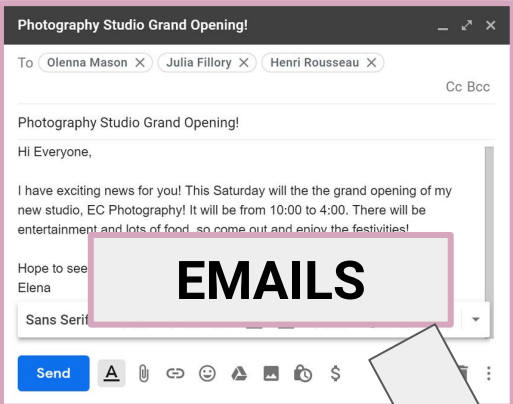 Photography Studio Grand Opening!
To Olenna Mason Julia Fillory Henri Rousseau
Cc Bcc
Photography Studio Grand Opening!
Hi Everyone,
I have exciting news for you! This Saturday will the the grand opening of my
new studio, EC Photography! It will be from 10:00 to 4:00. There will be
entertainment and lots of food, so come out and enjoy the festivities!
Hope to see
Elena
EMAILS
Sans Serif
Send A $